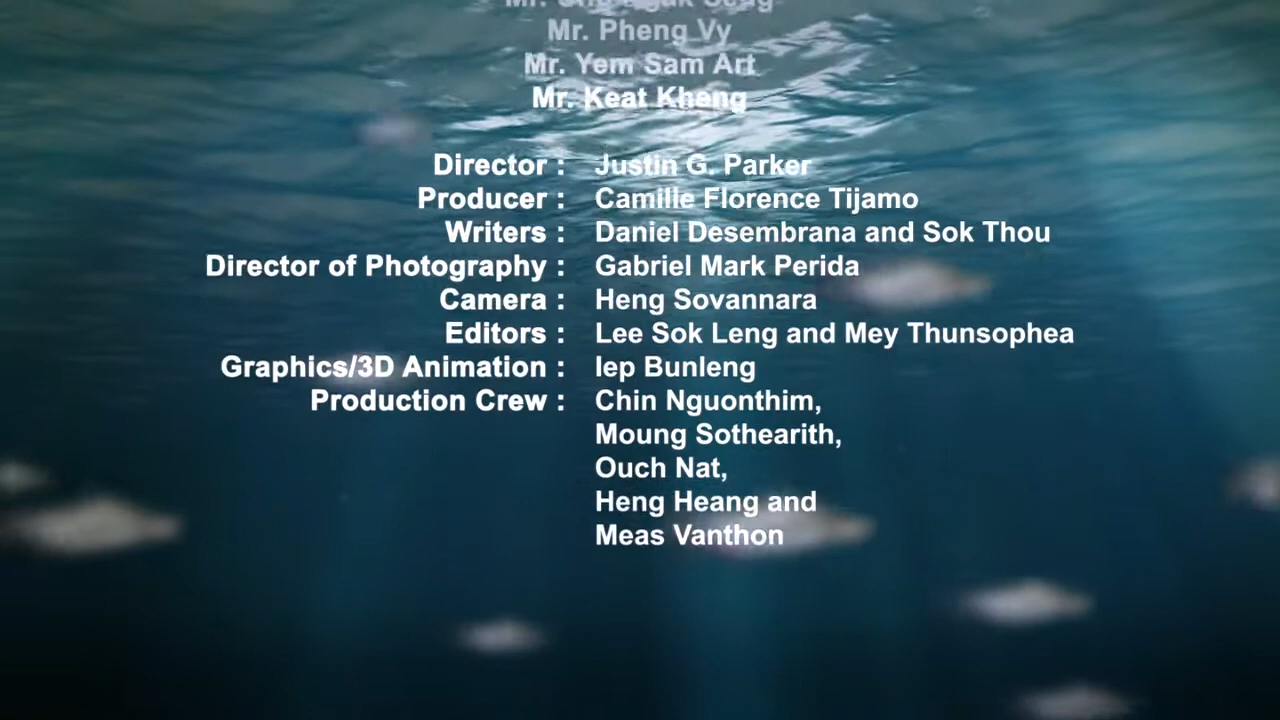 Mr.
Mr. Pheng Vy
Mr. Yem Sam Art
Mr. Keat Kheng
Director : Justin G. Parker
Producer : Camille Florence Tijamo
Writers : Daniel Desembrana and Sok Thou
Director of Photography : Gabriel Mark Perida
Camera : Heng Sovannara
Editors : Lee Sok Leng and Mey Thunsophea
Graphics/3D Animation : Iep Bunleng
Production Crew : Chin Nguonthim,
Moung Sothearith,
Ouch Nat,
Heng Heang and
Meas Vanthon